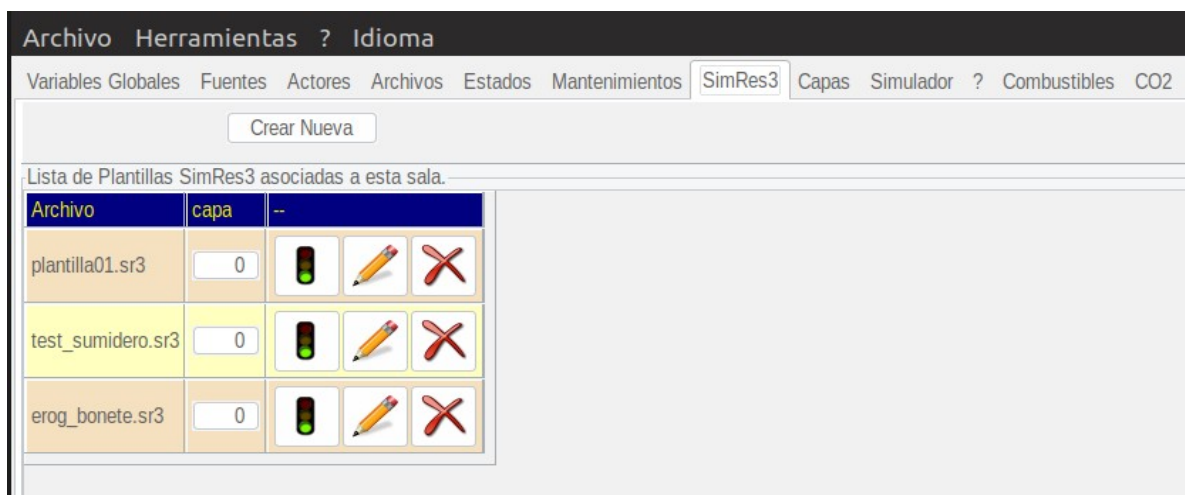 Archivo Herramientas ? Idioma
Variables Globales Fuentes Actores Archivos Estados Mantenimientos SimRes3 Capas Simulador ? Combustibles CO2
Crear Nueva
Lista de Plantillas SimRes3 asociadas a esta sala.
Archivo capa --
plantilla01.sr3 0
test_sumidero.sr3 0
erog_bonete.sr3 0